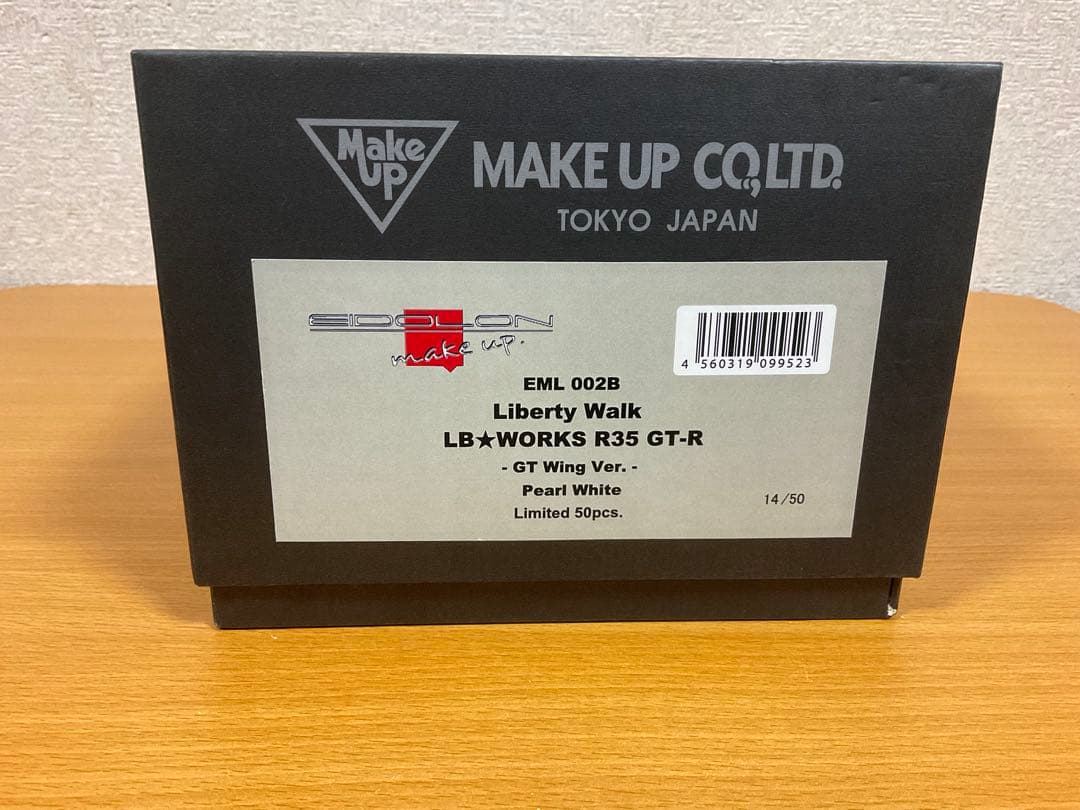 Make Up
MAKE UP CO.,LTD.
TOKYO JAPAN
EIDOLON
make up.
4 560319 099523
EML 002B
Liberty Walk
LB★WORKS R35 GT-R
- GT Wing Ver. -
Pearl White
Limited 50pcs.
14/50